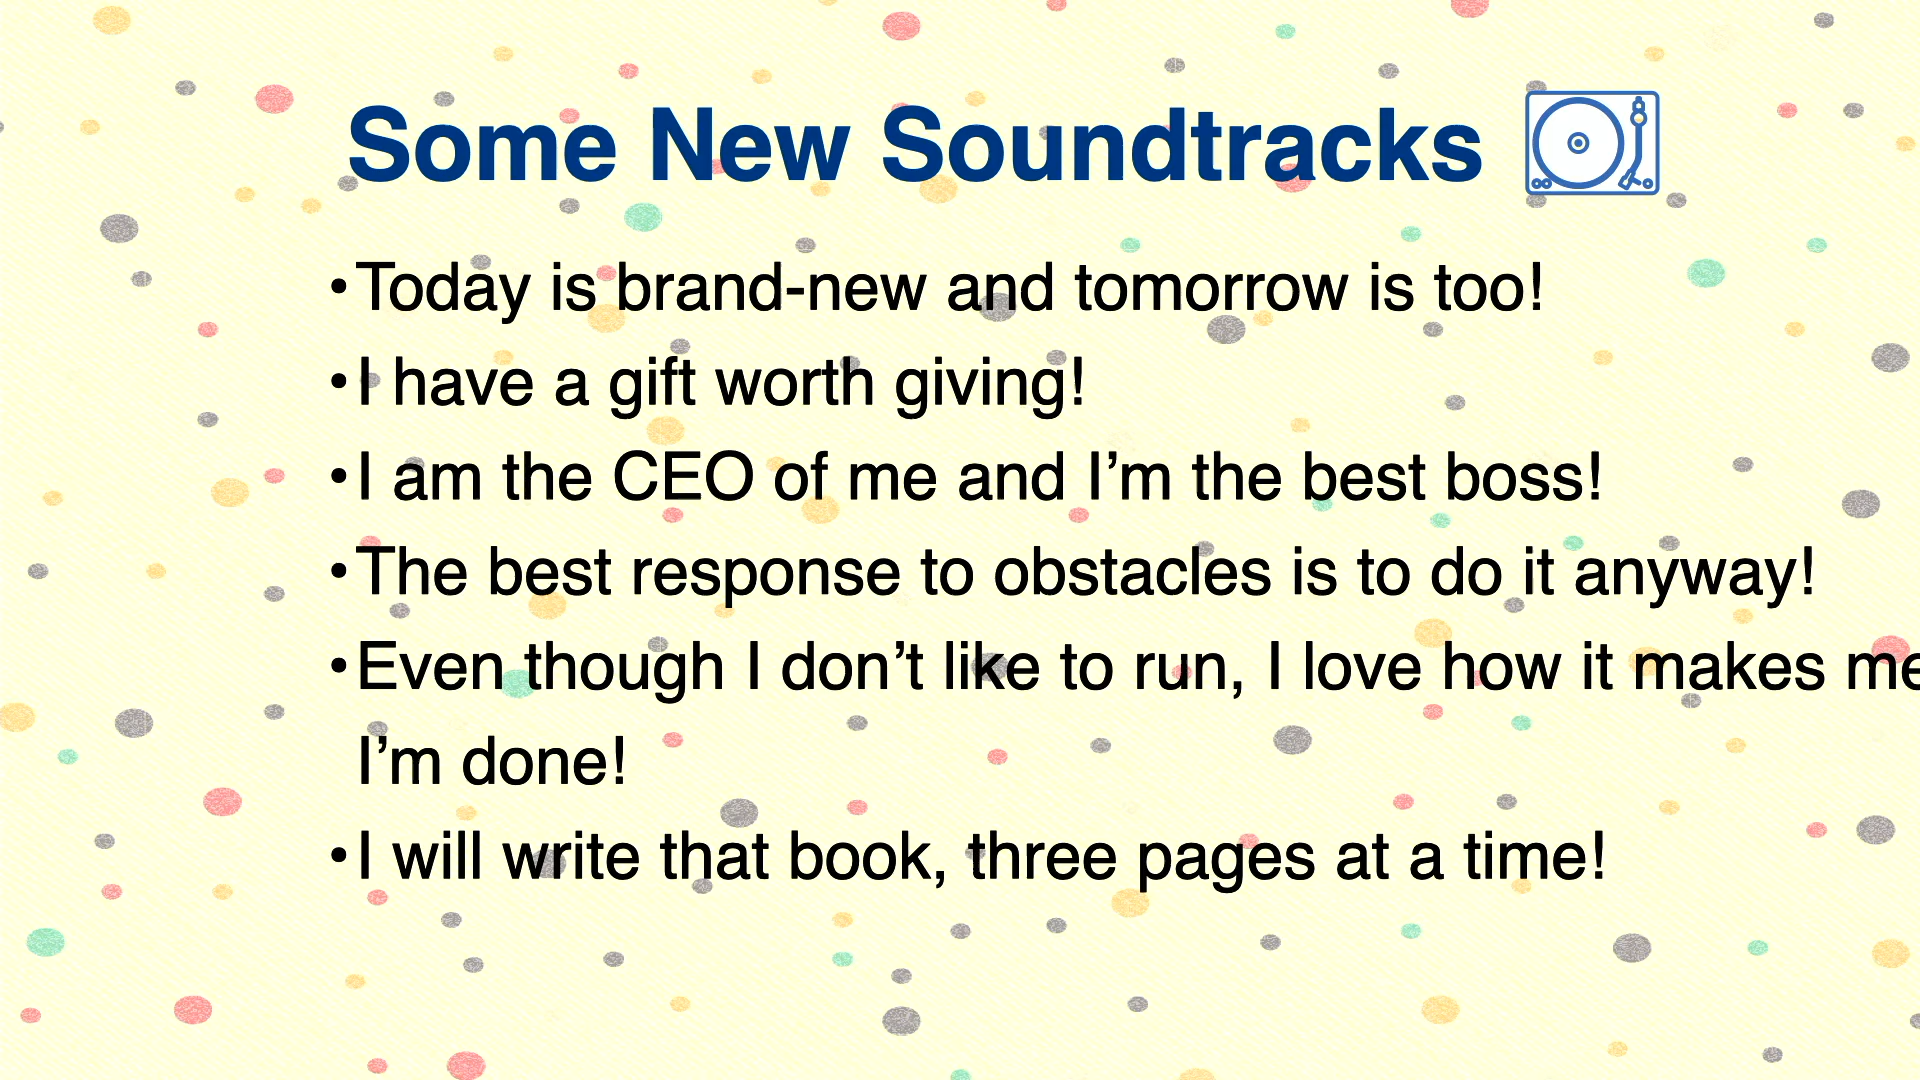 Some New Soundtracks
•Today is brand-new and tomorrow is too!
•I have a gift worth giving!
•I am the CEO of me and I’m the best boss!
•The best response to obstacles is to do it anyway!
•Even though I don’t like to run, I love how it makes me
I’m done!
•I will write that book, three pages at a time!